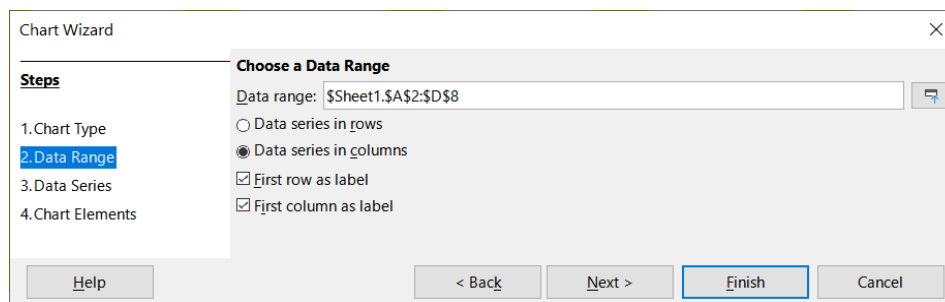 Chart Wizard
Steps
1.Chart Type
2.Data Range
3.Data Series
4.Chart Elements
Choose a Data Range
Data range: $Sheet1.$A$2:$D$8
Data series in rows
Data series in columns
First row as label
First column as label
Help
< Back
Next >
Finish
Cancel